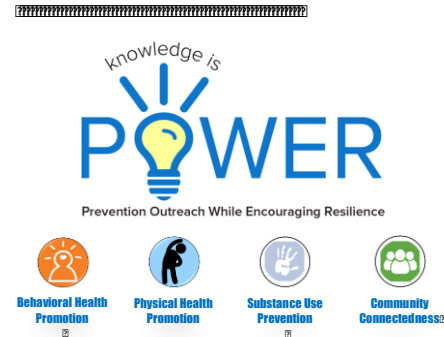 knowledge is
POWER
Prevention Outreach While Encouraging Resilience
Behavioral Health
Promotion
Physical Health
Promotion
Substance Use
Prevention
Community
Connectedness